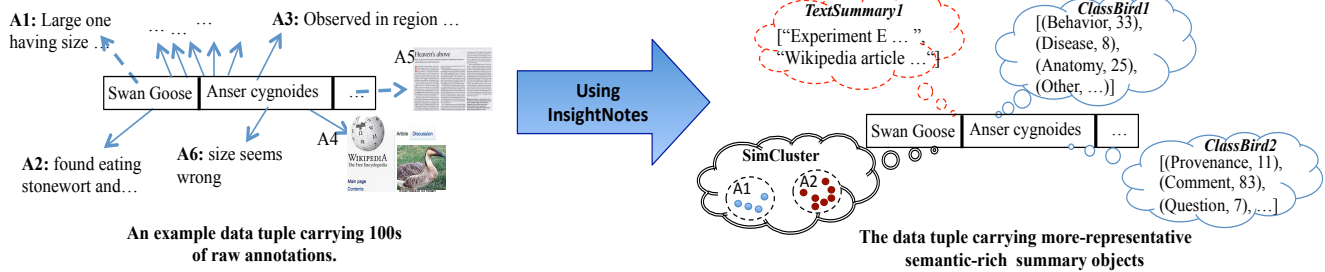 A1: Large one
having size …
… …
… …
A3: Observed in region …
A5
Heaven's above
Swan Goose
Anser cygnoides
…
A2: found eating
stonewort and…
A6: size seems
wrong
A4
WIKIPEDIA
The Free Encyclopedia
Main page
Contents
Article Discussion
An example data tuple carrying 100s
of raw annotations.
Using
InsightNotes
TextSummary1
["Experiment E … ",
"Wikipedia article …"]
ClassBird1
[(Behavior, 33),
(Disease, 8),
(Anatomy, 25),
(Other, …)]
Swan Goose
Anser cygnoides
…
SimCluster
A1
A2
ClassBird2
[(Provenance, 11),
(Comment, 83),
(Question, 7), …]
The data tuple carrying more-representative
semantic-rich summary objects